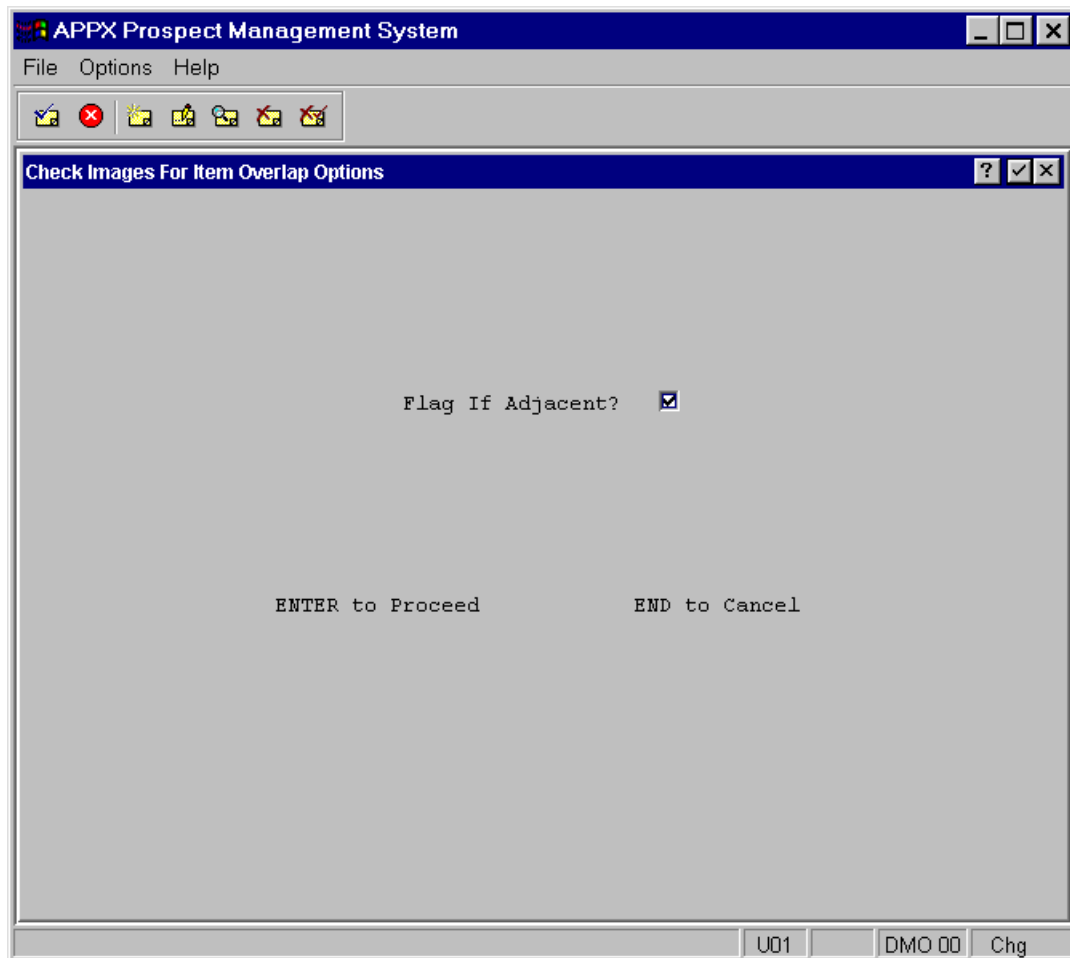 APPX Prospect Management System
File Options Help
Check Images For Item Overlap Options
?
Flag If Adjacent?
ENTER to Proceed END to Cancel
U01 DMO 00 Chg